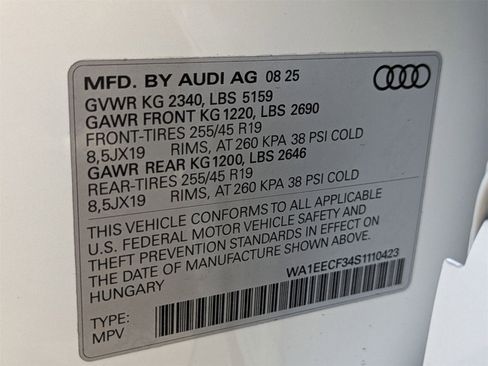 MFD. BY AUDI AG 08 25
GVWR KG 2340, LBS 5159
GAWR FRONT KG 1220, LBS 2690
FRONT-TIRES 255/45 R19
8,5JX19 RIMS, AT 260 KPA 38 PSI COLD
GAWR REAR KG 1200, LBS 2646
REAR-TIRES 255/45 R19
8,5JX19 RIMS, AT 260 KPA 38 PSI COLD
THIS VEHICLE CONFORMS TO ALL APPLICABLE
U.S. FEDERAL MOTOR VEHICLE SAFETY AND
THEFT PREVENTION STANDARDS IN EFFECT ON
THE DATE OF MANUFACTURE SHOWN ABOVE.
HUNGARY
WA1EECF34S1110423
TYPE:
MPV